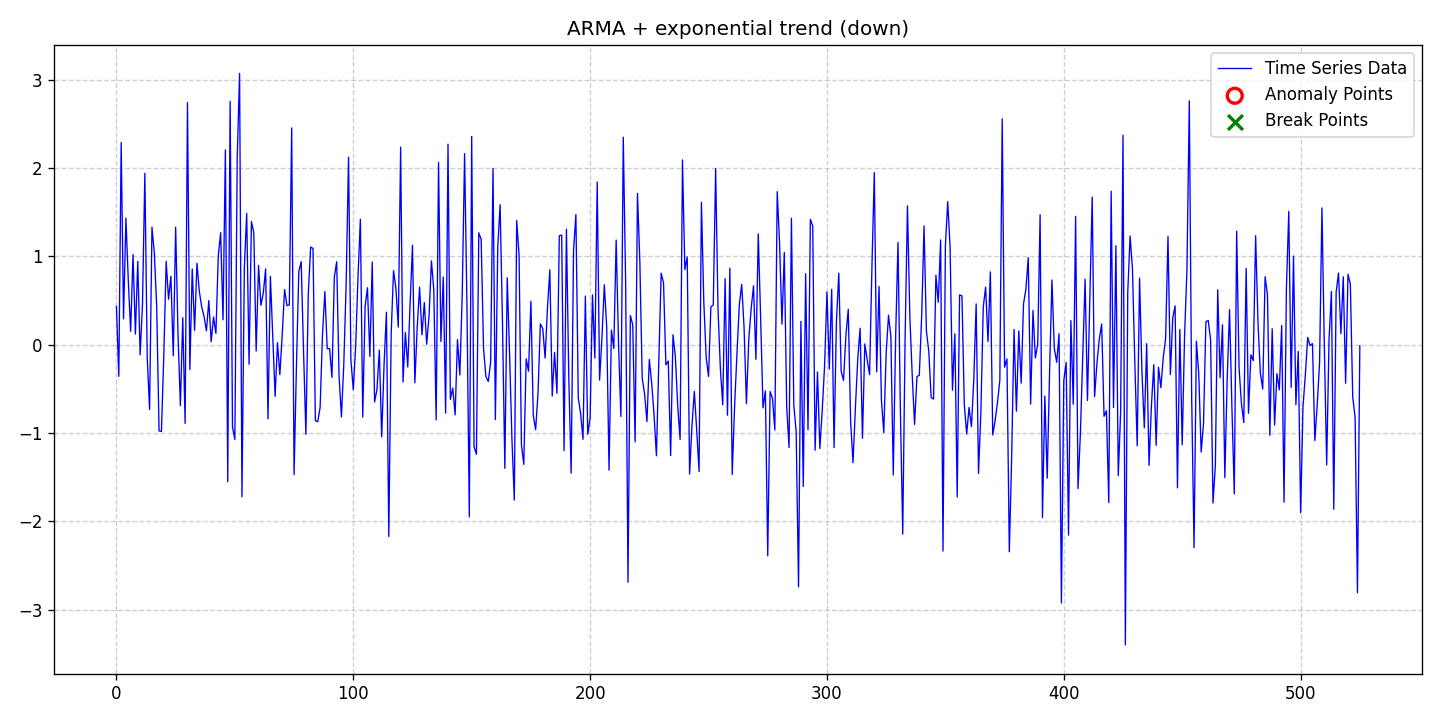 ARMA + exponential trend (down)
Time Series Data
Anomaly Points
Break Points
3
2
1
0
−1
−2
−3
0 100 200 300 400 500